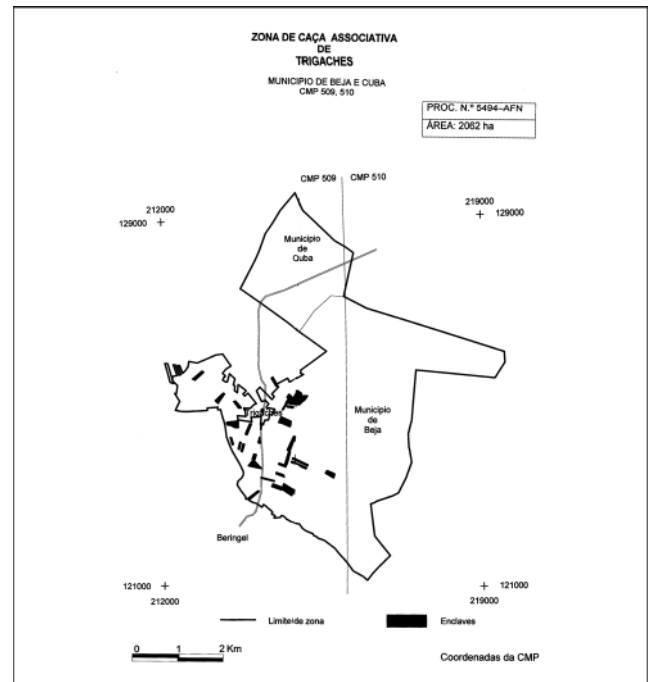 ZONA DE CAÇA ASSOCIATIVA
DE
TRIGACHES
MUNICIPIO DE BEJA E CUBA
CMP 509, 510
PROC. N.º 5494–AFN
ÁREA: 2062 ha
CMP 509
CMP 510
212000
129000
219000
129000
Municipio
de
Cuba
Trigaches
Municipio
de
Beja
Beringel
121000
212000
121000
219000
Limite de zona
Enclaves
0 1 2 Km
Coordenadas da CMP